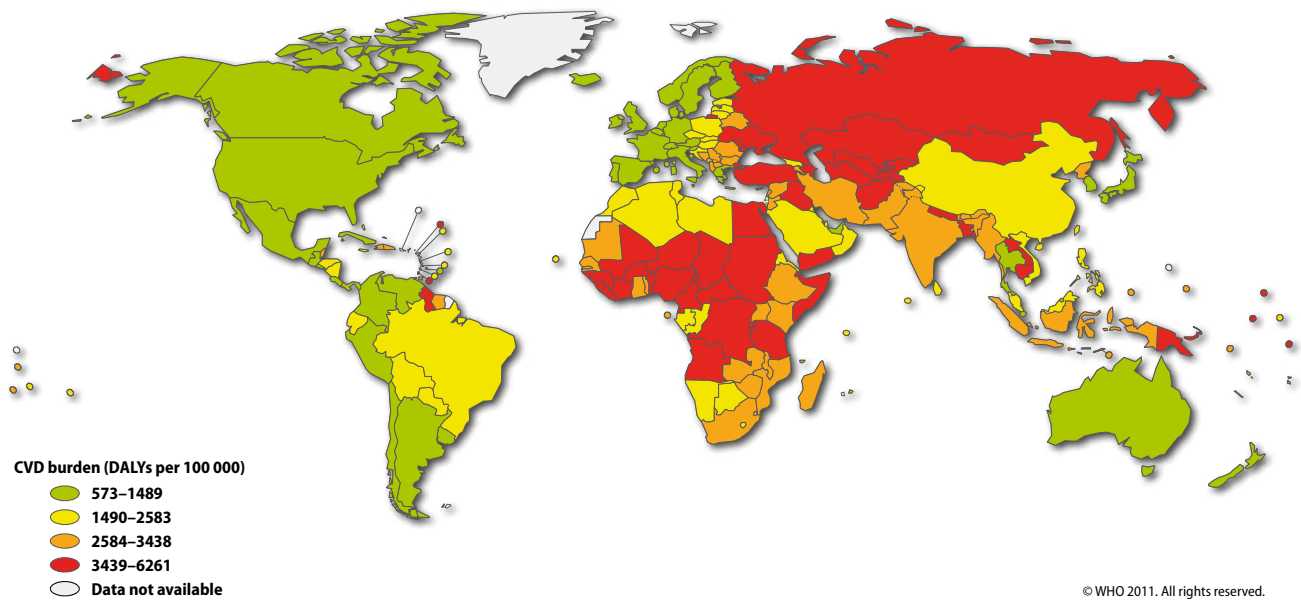 CVD burden (DALYs per 100 000)
573–1489
1490–2583
2584–3438
3439–6261
Data not available
© WHO 2011. All rights reserved.